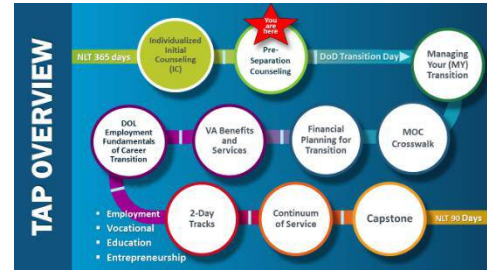 TAP OVERVIEW
NLT 365 days
Individualized
Initial
Counseling
(IC)
You
are
here
Pre-
Separation
Counseling
DoD Transition Day
Managing
Your (MY)
Transition
DOL
Employment
Fundamentals
of Career
Transition
VA Benefits
and
Services
Financial
Planning for
Transition
MOC
Crosswalk
• Employment
• Vocational
• Education
• Entrepreneurship
2-Day
Tracks
Continuum
of Service
Capstone
NLT 90 Days